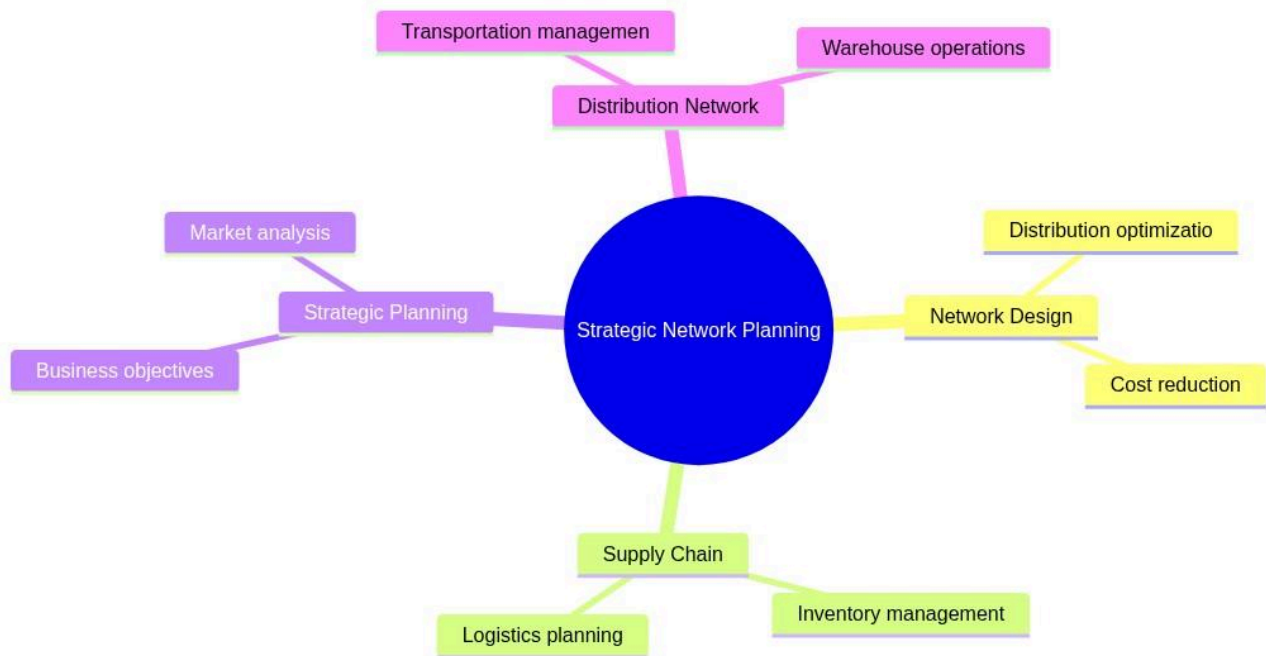 Transportation managemen
Warehouse operations
Distribution Network
Market analysis
Distribution optimizatio
Strategic Planning
Network Design
Strategic Network Planning
Business objectives
Cost reduction
Supply Chain
Inventory management
Logistics planning